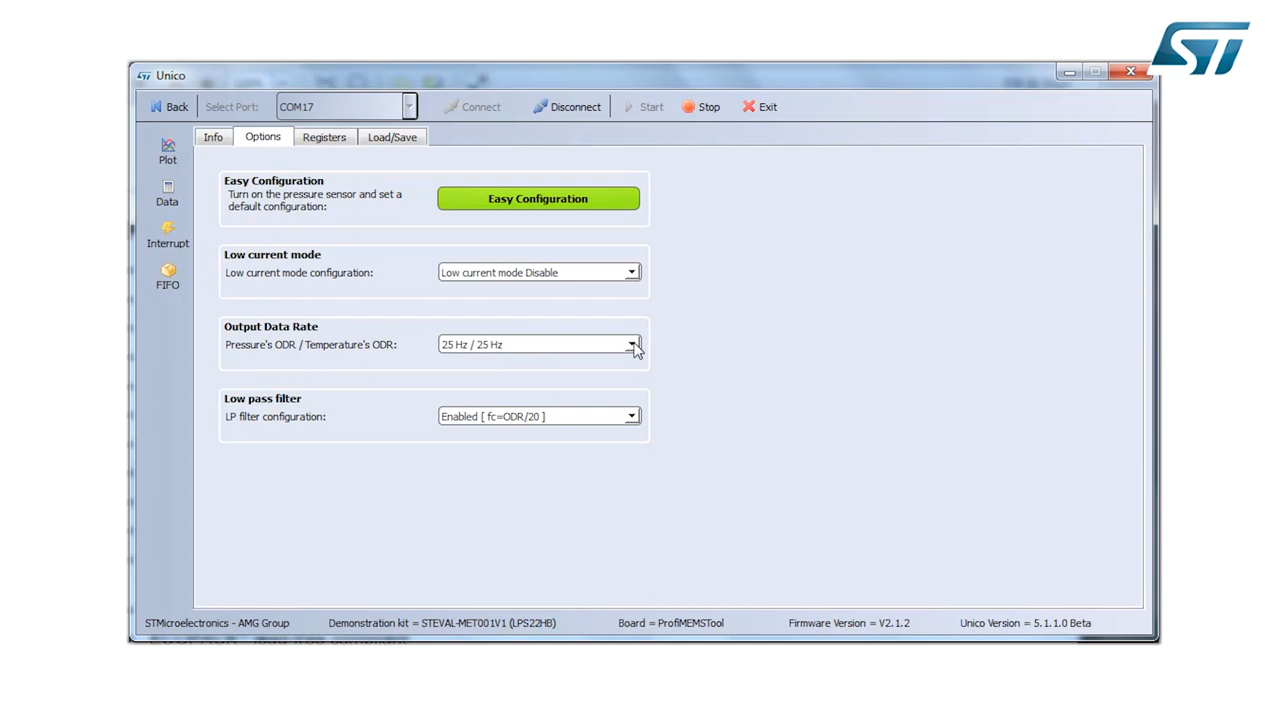 ST
Unico
Back Select Port: COM17 Connect Disconnect Start Stop Exit
Info Options Registers Load/Save
Plot
Data
Interrupt
FIFO
Easy Configuration
Turn on the pressure sensor and set a
default configuration:
Easy Configuration
Low current mode
Low current mode configuration: Low current mode Disable
Output Data Rate
Pressure's ODR / Temperature's ODR: 25 Hz / 25 Hz
Low pass filter
LP filter configuration: Enabled [ fc=ODR/20 ]
STMicroelectronics - AMG Group Demonstration kit = STEVAL-MET001V1 (LPS22HB) Board = ProfiMEMSTool Firmware Version = V2.1.2 Unico Version = 5.1.1.0 Beta